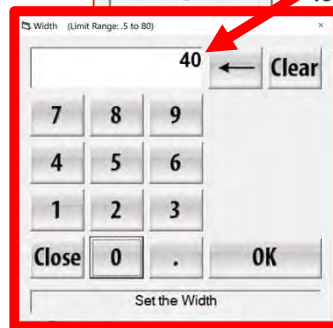 Width (Limit Range: .5 to 80)
40
← Clear
7 8 9
4 5 6
1 2 3
Close 0 . OK
Set the Width